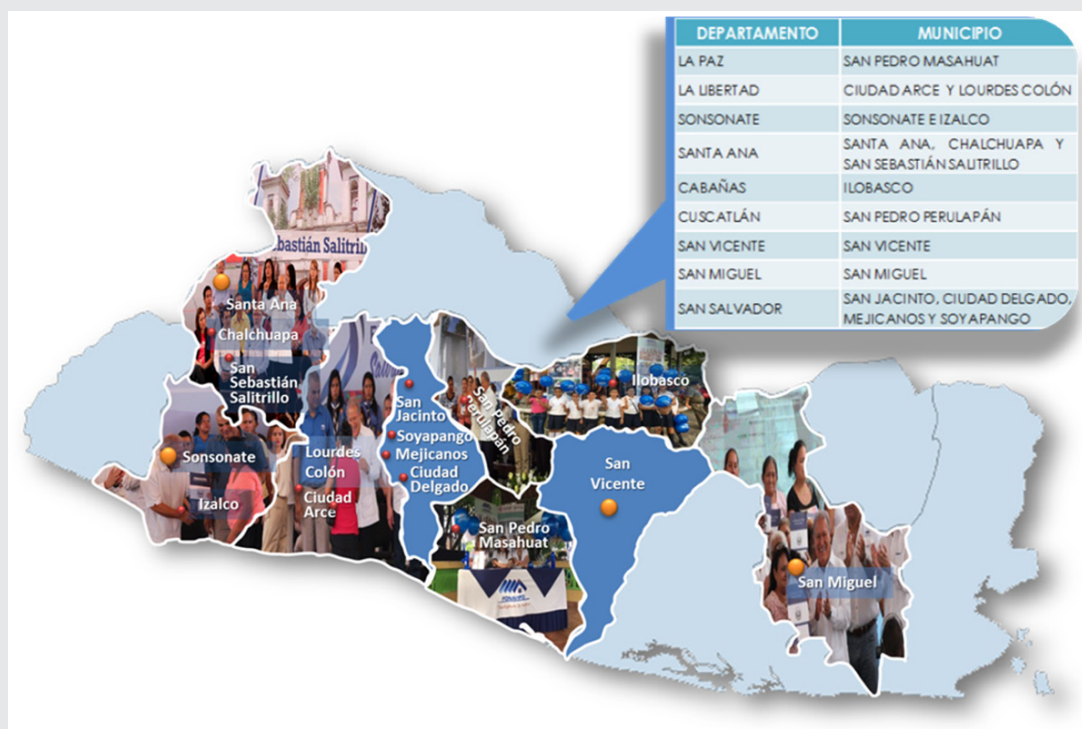 DEPARTAMENTO MUNICIPIO
LA PAZ SAN PEDRO MASAHUAT
LA LIBERTAD CIUDAD ARCE Y LOURDES COLÓN
SONSONATE SONSONATE E IZALCO
SANTA ANA SANTA ANA, CHALCHUAPA Y
SAN SEBASTIÁN SALITRILLO
CABAÑAS ILOBASCO
CUSCATLÁN SAN PEDRO PERULAPÁN
SAN VICENTE SAN VICENTE
SAN MIGUEL SAN MIGUEL
SAN SALVADOR SAN JACINTO, CIUDAD DELGADO,
MEJICANOS Y SOYAPANGO
ebastián Salitril
Santa Ana
Chalchuapa
San
Sebastián
Salitrillo
Sonsonate
Izalco
Lourdes
Colón
Ciudad
Arce
San
Jacinto
Soyapango
Mejicanos
Ciudad
Delgado
San Pedro
Perulapán
Ilobasco
San
Vicente
San Pedro
Masahuat
San Miguel